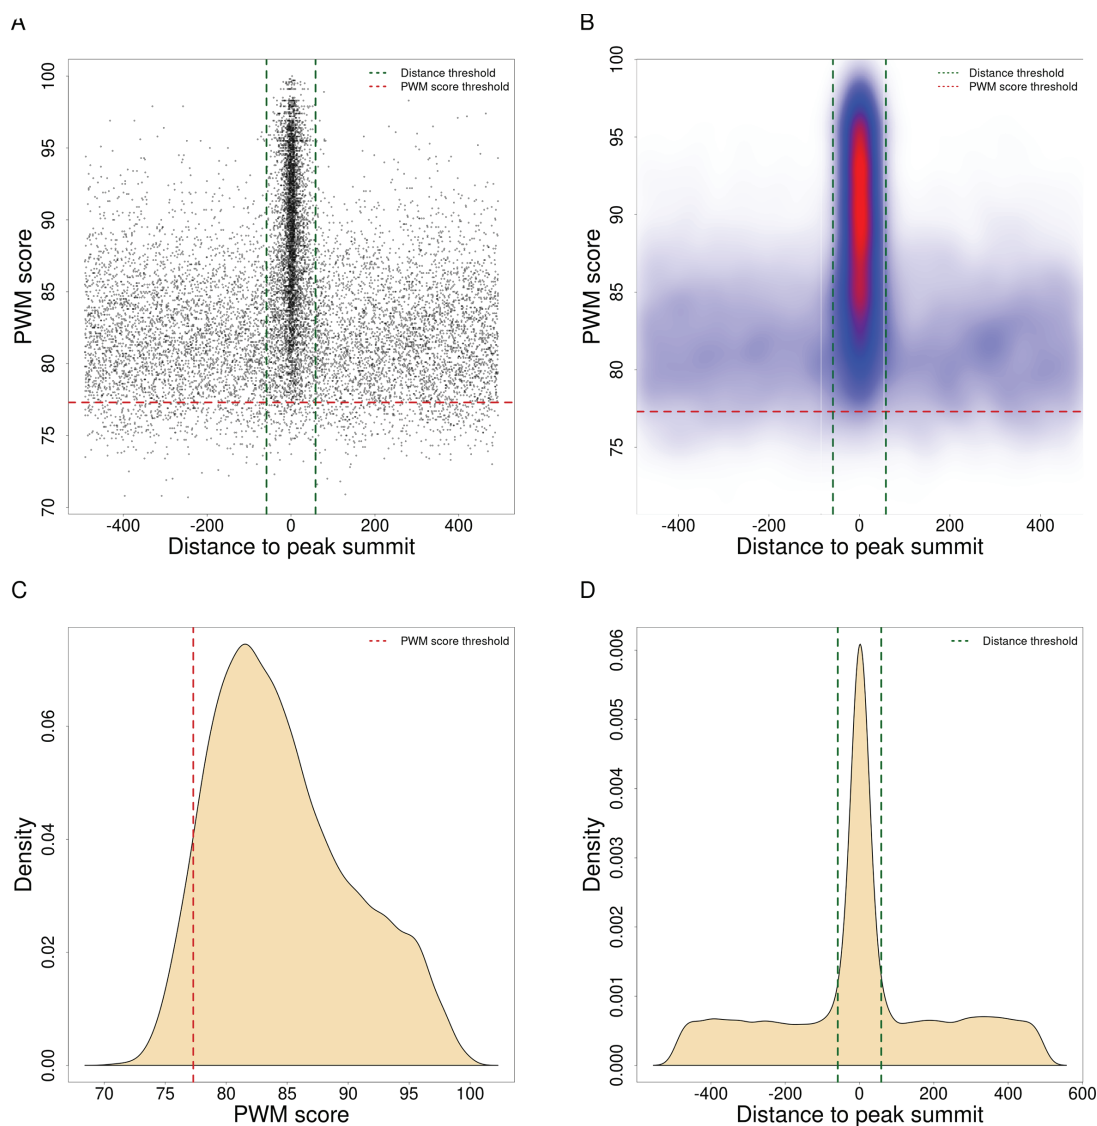 A
Distance threshold
PWM score threshold
PWM score
70 75 80 85 90 95 100
-400 -200 0 200 400
Distance to peak summit
B
Distance threshold
PWM score threshold
PWM score
75 80 85 90 95 100
-400 -200 0 200 400
Distance to peak summit
C
PWM score threshold
Density
0.00 0.02 0.04 0.06
70 75 80 85 90 95 100
PWM score
D
Distance threshold
Density
0.000 0.001 0.002 0.003 0.004 0.005 0.006
-400 -200 0 200 400 600
Distance to peak summit